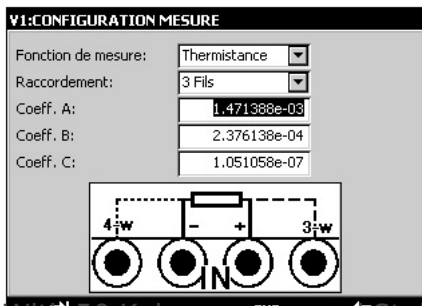 V1:CONFIGURATION MESURE
Fonction de mesure: Thermistance
Raccordement: 3 Fils
Coeff. A: 1.471388e-03
Coeff. B: 2.376138e-04
Coeff. C: 1.051058e-07
4-w - + 3-w
IN